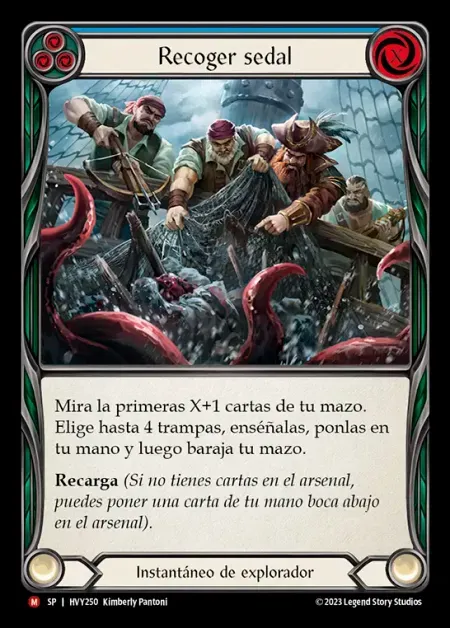 X
Recoger sedal
Mira la primeras X+1 cartas de tu mazo.
Elige hasta 4 trampas, enséñalas, ponlas en
tu mano y luego baraja tu mazo.
Recarga (Si no tienes cartas en el arsenal,
puedes poner una carta de tu mano boca abajo
en el arsenal).
Instantáneo de explorador
M SP | HVY250 Kimberly Pantoni
© 2023 Legend Story Studios